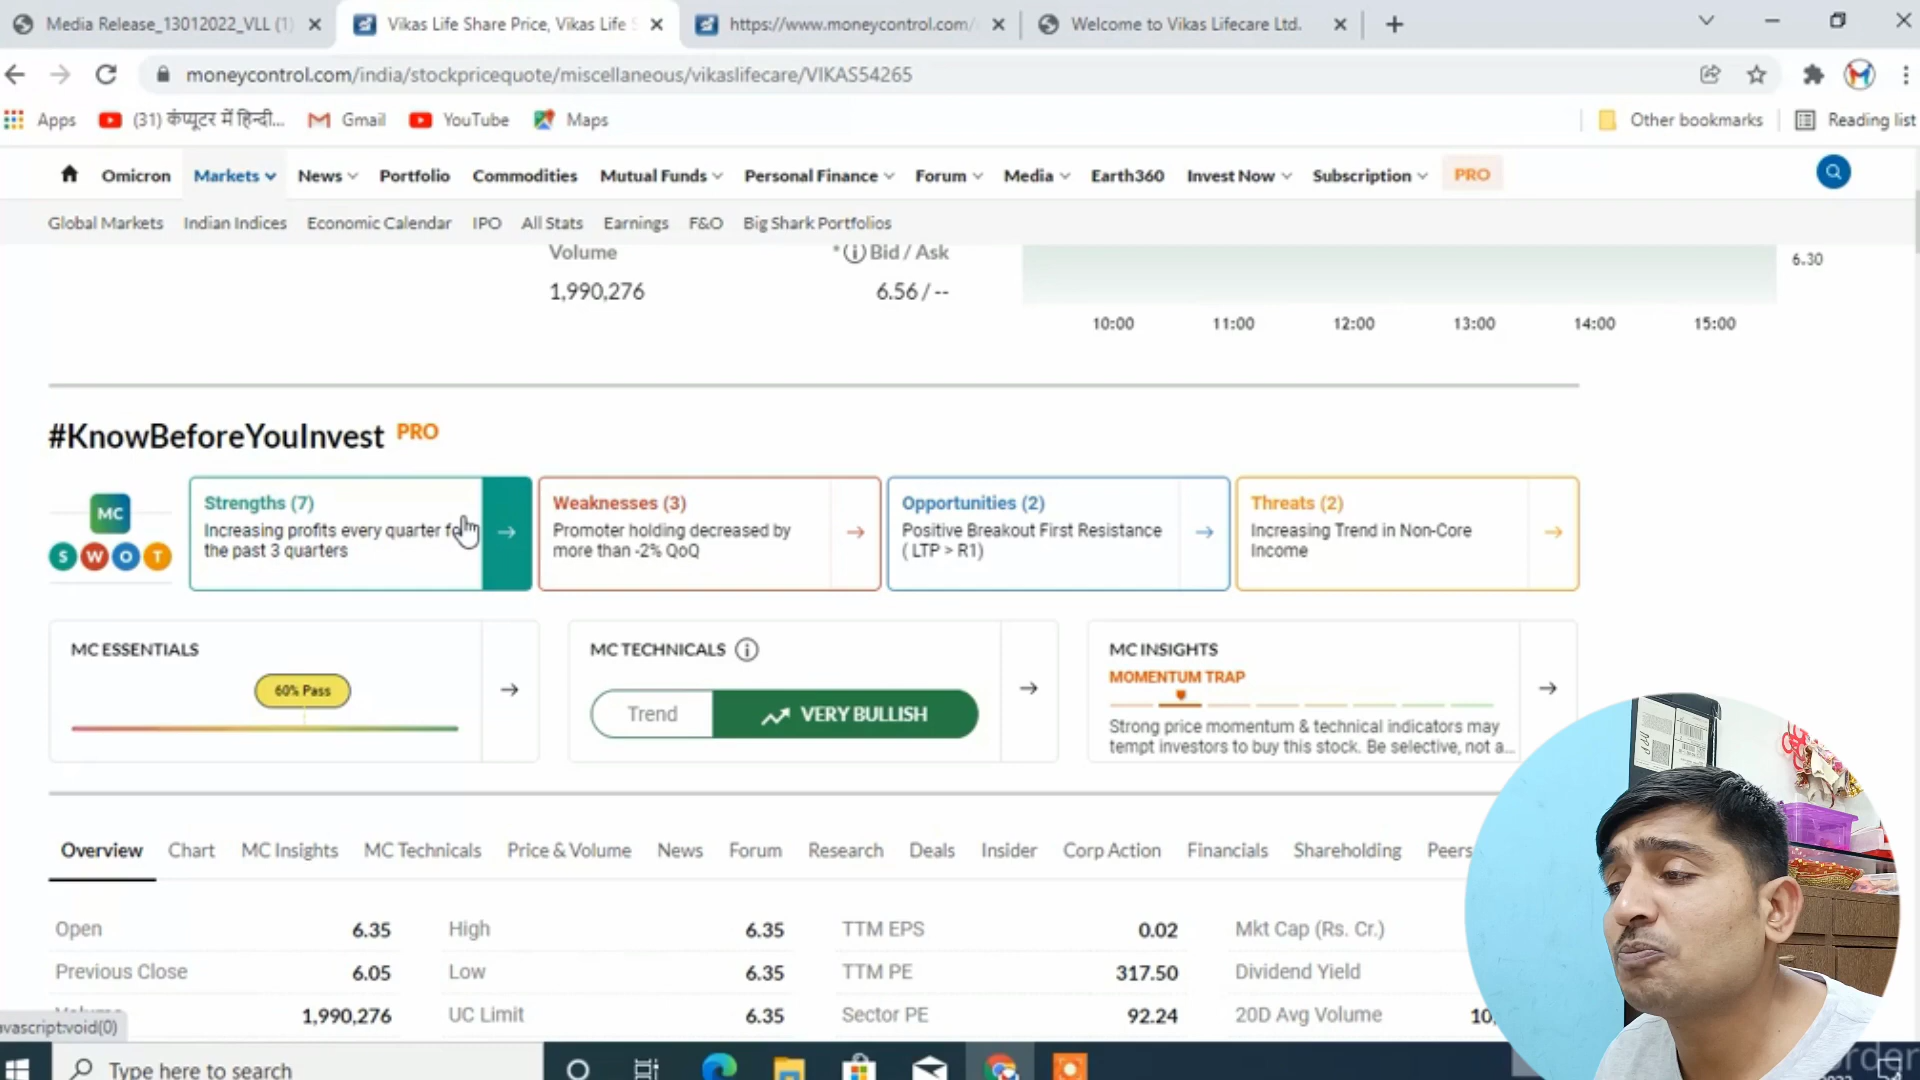 Media Release_13012022_VLL (1)
Vikas Life Share Price, Vikas Life S
https://www.moneycontrol.com/
Welcome to Vikas Lifecare Ltd.
moneycontrol.com/india/stockpricequote/miscellaneous/vikaslifecare/VIKAS54265
Apps
(31) कंप्यूटर में हिन्दी...
Gmail
YouTube
Maps
Other bookmarks
Reading list
Omicron Markets News Portfolio Commodities Mutual Funds Personal Finance Forum Media Earth360 Invest Now Subscription PRO
Global Markets Indian Indices Economic Calendar IPO All Stats Earnings F&O Big Shark Portfolios
Volume
* Bid / Ask
6.30
1,990,276
6.56 / --
10:00 11:00 12:00 13:00 14:00 15:00
#KnowBeforeYouInvest PRO
MC
S W O T
Strengths (7)
Increasing profits every quarter fo
the past 3 quarters
Weaknesses (3)
Promoter holding decreased by
more than -2% QoQ
Opportunities (2)
Positive Breakout First Resistance
( LTP > R1)
Threats (2)
Increasing Trend in Non-Core
Income
MC ESSENTIALS
60% Pass
MC TECHNICALS
Trend
VERY BULLISH
MC INSIGHTS
MOMENTUM TRAP
Strong price momentum & technical indicators may
tempt investors to buy this stock. Be selective, not a...
Overview Chart MC Insights MC Technicals Price & Volume News Forum Research Deals Insider Corp Action Financials Shareholding Peers
Open 6.35 High 6.35 TTM EPS 0.02 Mkt Cap (Rs. Cr.)
Previous Close 6.05 Low 6.35 TTM PE 317.50 Dividend Yield
Volume 1,990,276 UC Limit 6.35 Sector PE 92.24 20D Avg Volume 10,
avascript:void(0)
Type here to search